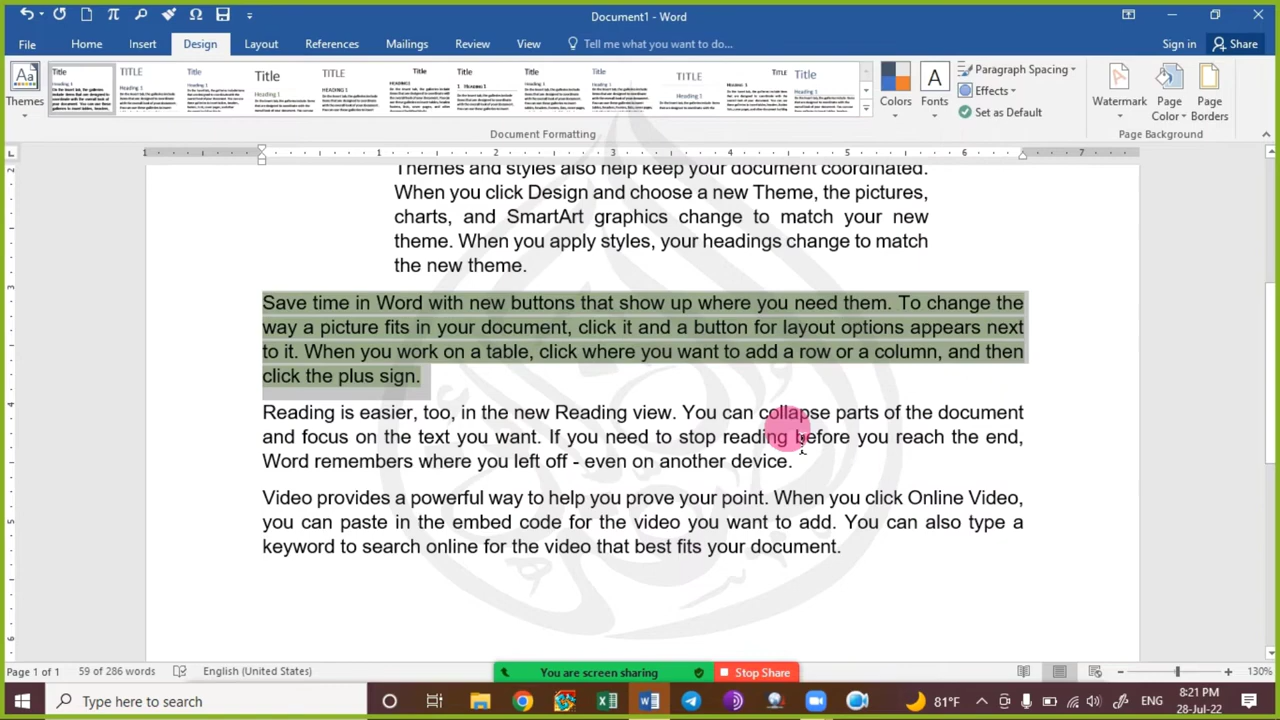 Document1 - Word
File Home Insert Design Layout References Mailings Review View Tell me what you want to do... Sign in Share
Themes
Colors
Fonts
Paragraph Spacing
Effects
Set as Default
Watermark
Page Color
Page Borders
Document Formatting
Page Background
Themes and styles also help keep your document coordinated.
When you click Design and choose a new Theme, the pictures,
charts, and SmartArt graphics change to match your new
theme. When you apply styles, your headings change to match
the new theme.
Save time in Word with new buttons that show up where you need them. To change the
way a picture fits in your document, click it and a button for layout options appears next
to it. When you work on a table, click where you want to add a row or a column, and then
click the plus sign.
Reading is easier, too, in the new Reading view. You can collapse parts of the document
and focus on the text you want. If you need to stop reading before you reach the end,
Word remembers where you left off - even on another device.
Video provides a powerful way to help you prove your point. When you click Online Video,
you can paste in the embed code for the video you want to add. You can also type a
keyword to search online for the video that best fits your document.
Page 1 of 1 59 of 286 words English (United States) You are screen sharing Stop Share 130%
Type here to search 81°F ENG 8:21 PM
28-Jul-22